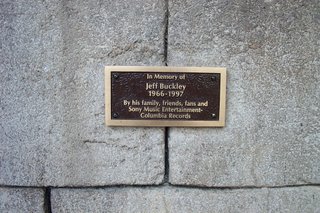 In Memory of
Jeff Buckley
1966-1997
By his family, friends, fans and
Sony Music Entertainment-
Columbia Records